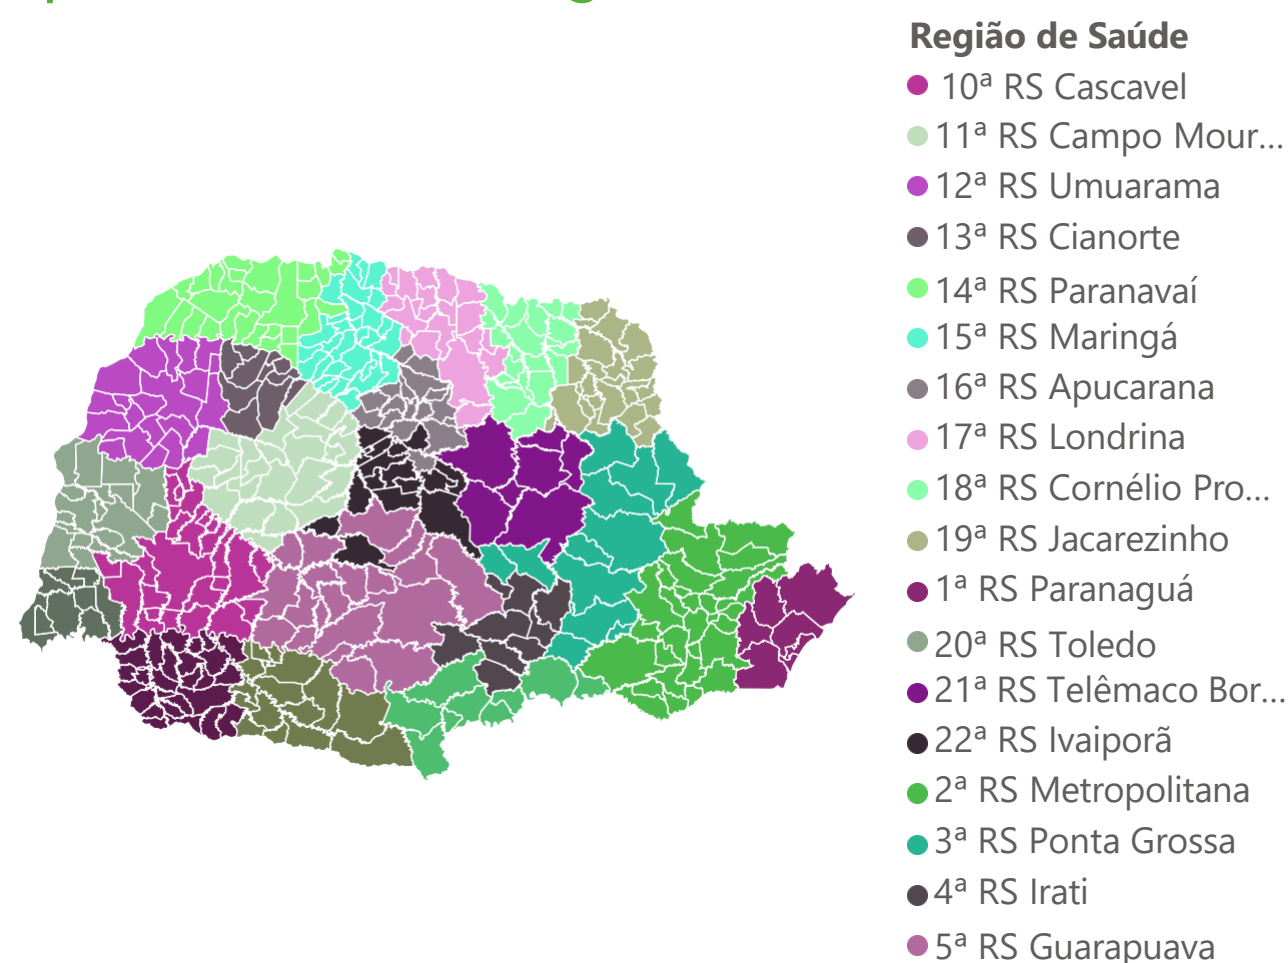 Região de Saúde
10ª RS Cascavel
11ª RS Campo Mour...
12ª RS Umuarama
13ª RS Cianorte
14ª RS Paranavaí
15ª RS Maringá
16ª RS Apucarana
17ª RS Londrina
18ª RS Cornélio Pro...
19ª RS Jacarezinho
1ª RS Paranaguá
20ª RS Toledo
21ª RS Telêmaco Bor...
22ª RS Ivaiporã
2ª RS Metropolitana
3ª RS Ponta Grossa
4ª RS Irati
5ª RS Guarapuava